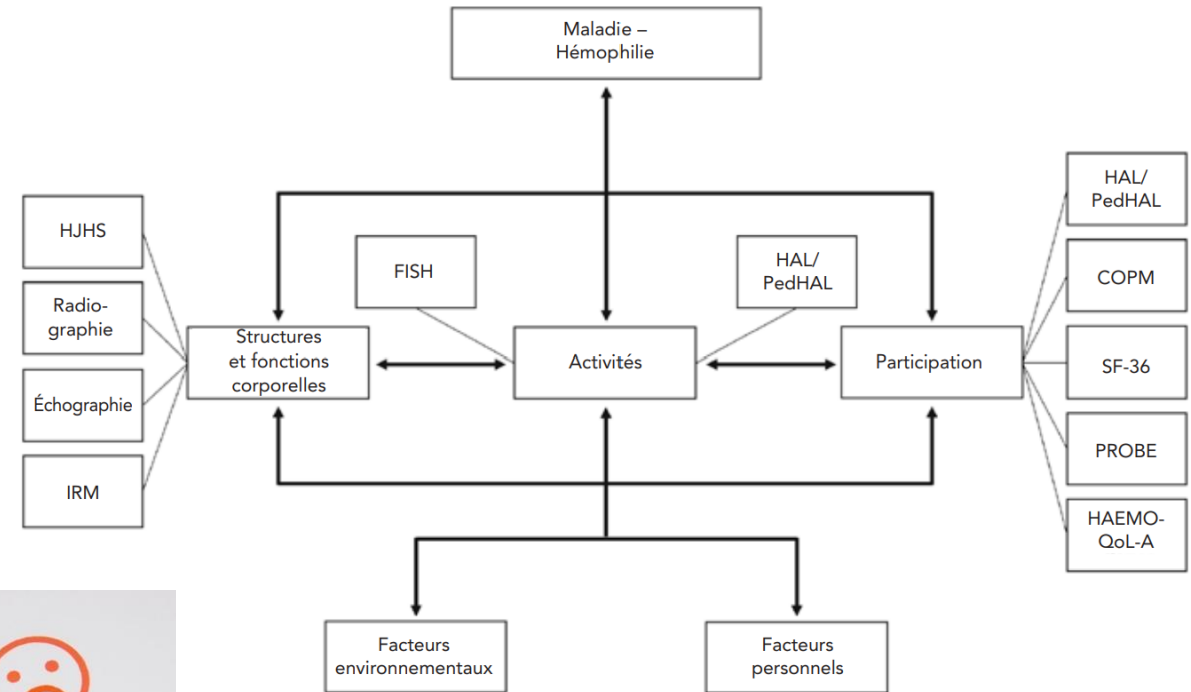 Maladie –
Hémophilie
HJHS
Radio-
graphie
Échographie
IRM
FISH
HAL/
PedHAL
Structures
et fonctions
corporelles
Activités
Participation
HAL/
PedHAL
COPM
SF-36
PROBE
HAEMO-
QoL-A
Facteurs
environnementaux
Facteurs
personnels